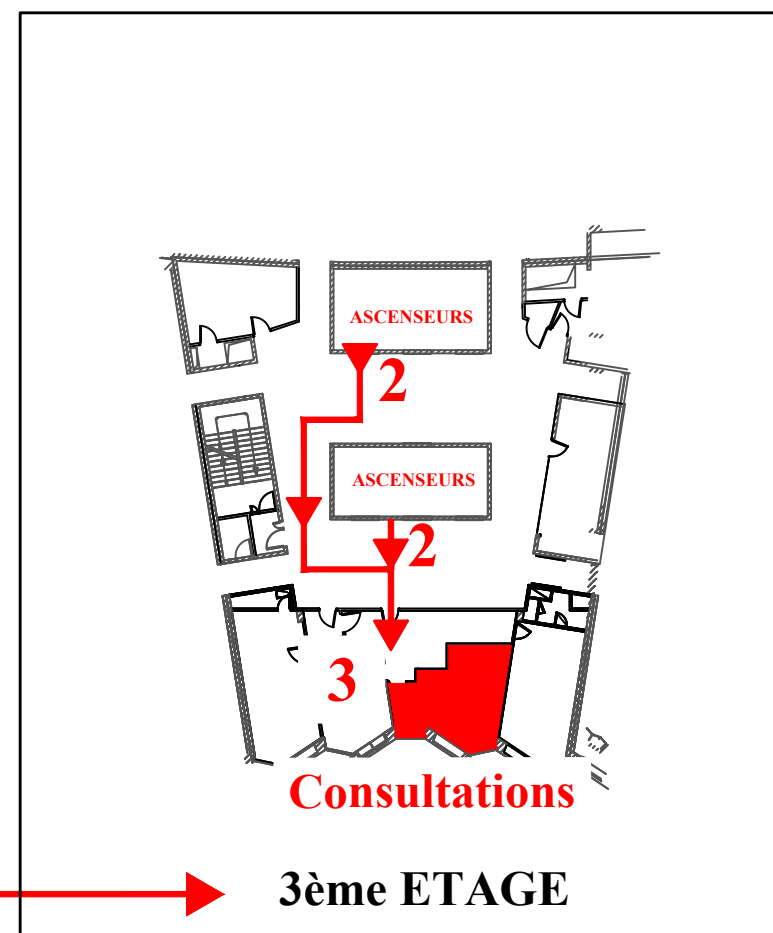 ASCENSEURS
2
ASCENSEURS
2
3
Consultations
3ème ETAGE